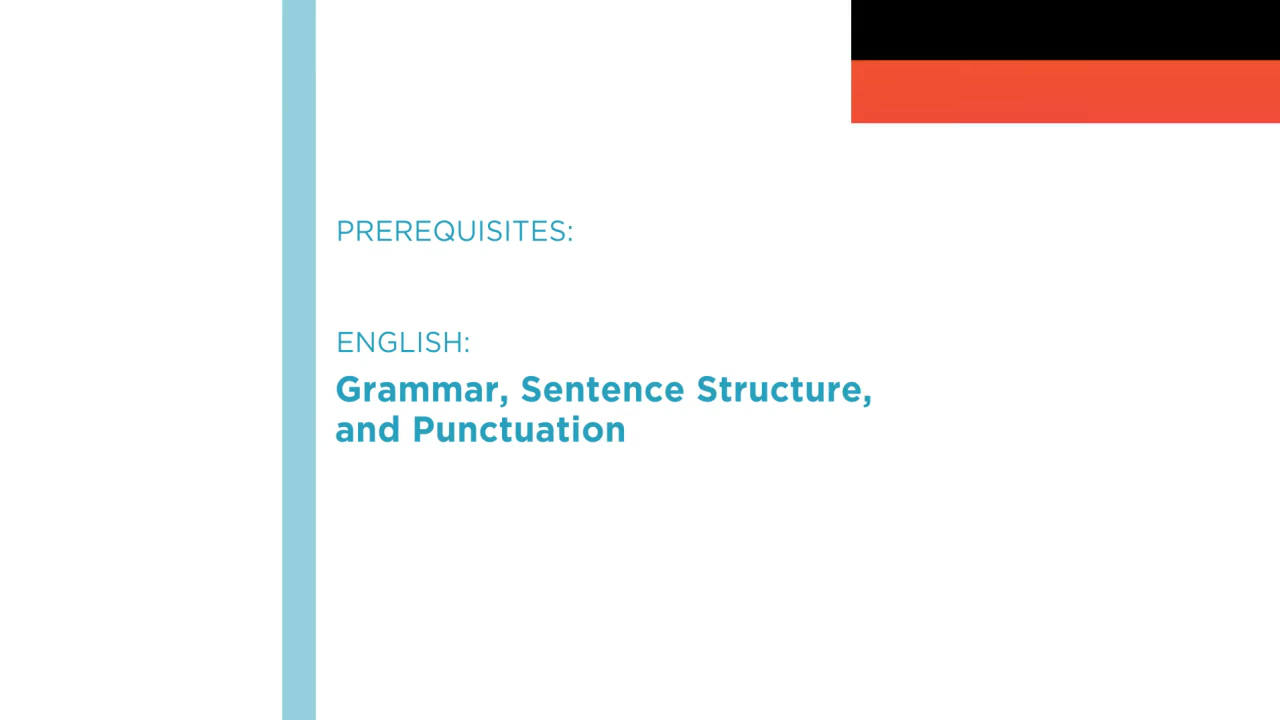 PREREQUISITES:
ENGLISH:
Grammar, Sentence Structure,
and Punctuation